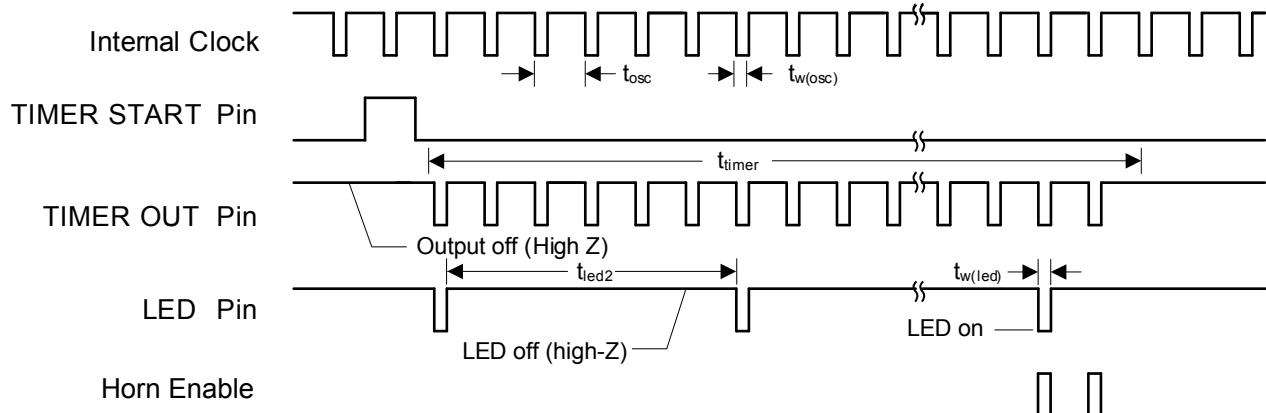 Internal Clock
tosc
tw(osc)
TIMER START Pin
ttimer
TIMER OUT Pin
Output off (High Z)
tled2
tw(led)
LED Pin
LED on
LED off (high-Z)
Horn Enable